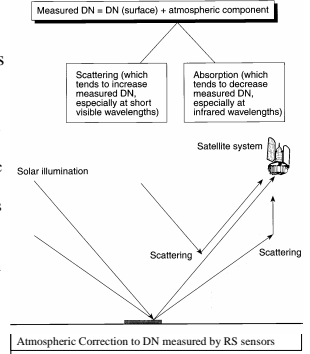 Measured DN = DN (surface) + atmospheric component
Scattering (which
tends to increase
measured DN,
especially at short
visible wavelengths)
Absorption (which
tends to decrease
measured DN,
especially at
infrared wavelengths)
Satellite system
Solar illumination
Scattering
Scattering
Atmospheric Correction to DN measured by RS sensors